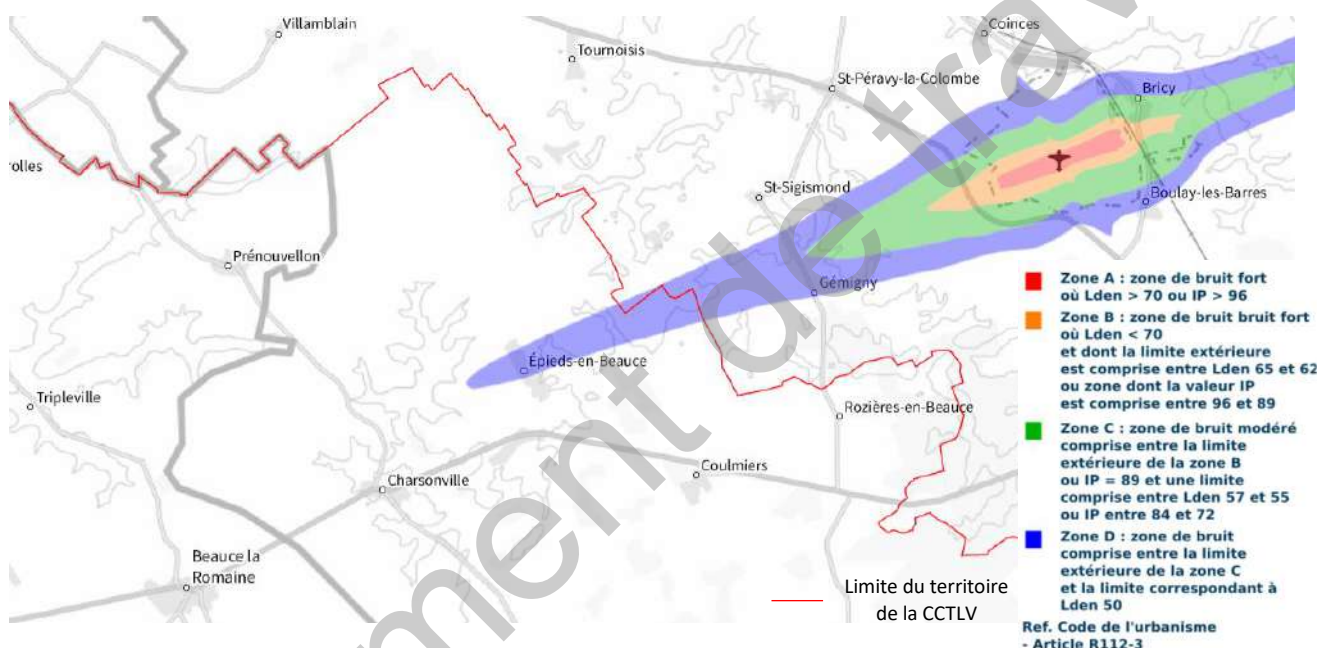 Villamblain
Coinces
Tournoisis
St-Péravy-la-Colombe
Bricy
rolles
St-Sigismond
Boulay-les-Barres
Prénouvellon
Gémigny
Épieds-en-Beauce
Tripleville
Rozières-en-Beauce
Coulmiers
Charsonville
Beauce la
Romaine
Limite du territoire
de la CCTLV
Zone A : zone de bruit fort
où Lden > 70 ou IP > 96
Zone B : zone de bruit bruit fort
où Lden < 70
et dont la limite extérieure
est comprise entre Lden 65 et 62
ou zone dont la valeur IP
est comprise entre 96 et 89
Zone C : zone de bruit modéré
comprise entre la limite
extérieure de la zone B
ou IP = 89 et une limite
comprise entre Lden 57 et 55
ou IP entre 84 et 72
Zone D : zone de bruit
comprise entre la limite
extérieure de la zone C
et la limite correspondant à
Lden 50
Ref. Code de l'urbanisme
- Article R112-3
ment de trav